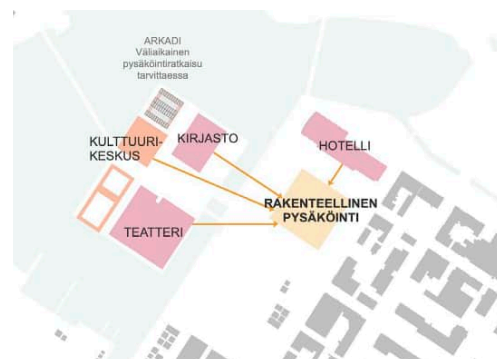 ARKADI
Väliaikainen
pysäköintiratkaisu
tarvittaessa
KULTTUURI-
KESKUS
KIRJASTO
HOTELLI
RAKENTEELLINEN
PYSÄKÖINTI
TEATTERI